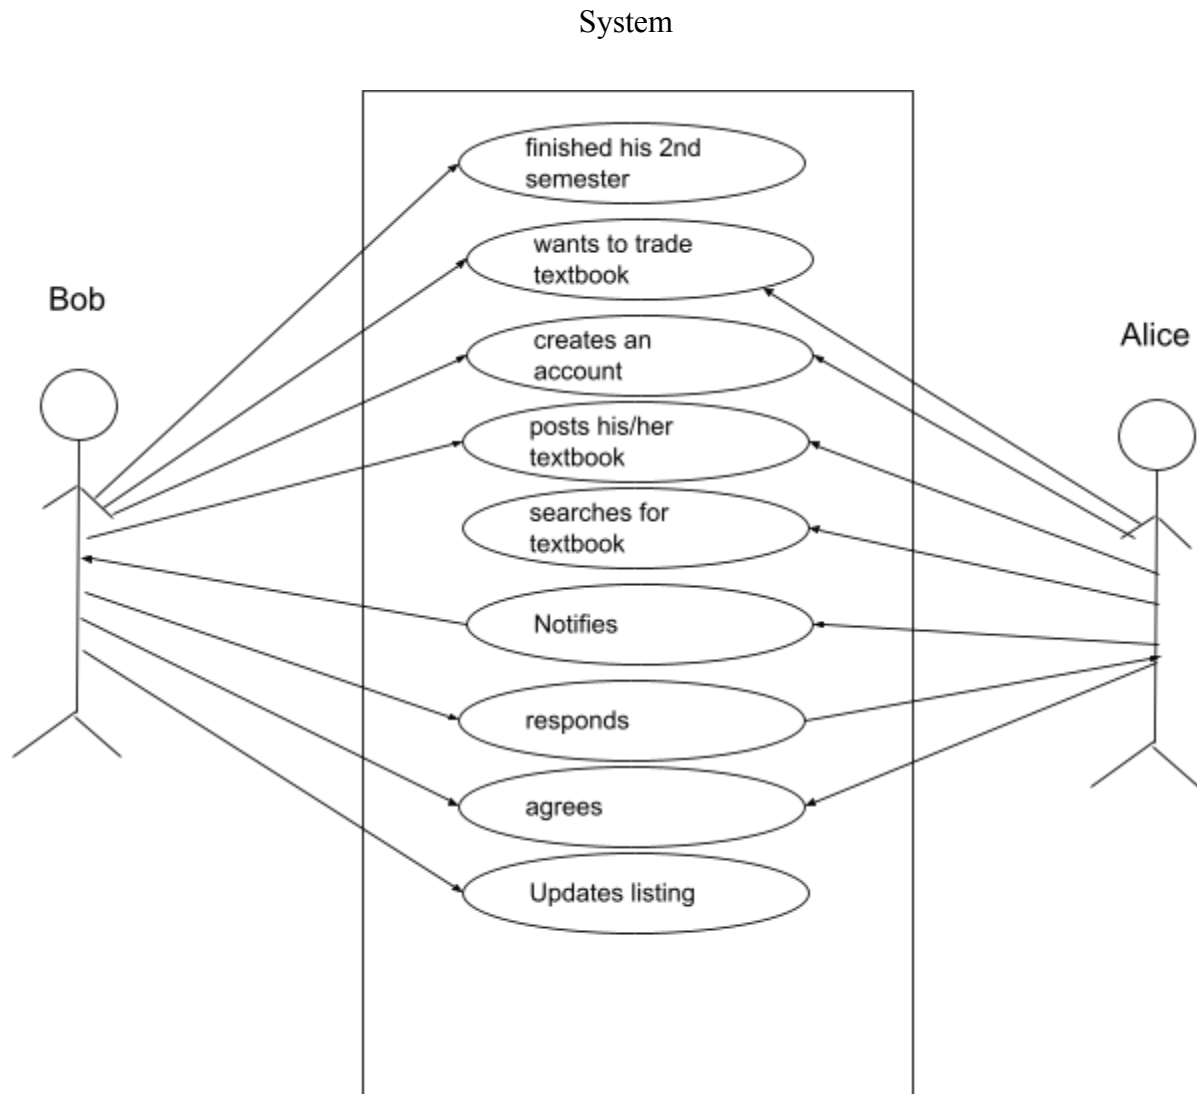 System
finished his 2nd
semester
wants to trade
textbook
Bob
creates an
account
Alice
posts his/her
textbook
searches for
textbook
Notifies
responds
agrees
Updates listing